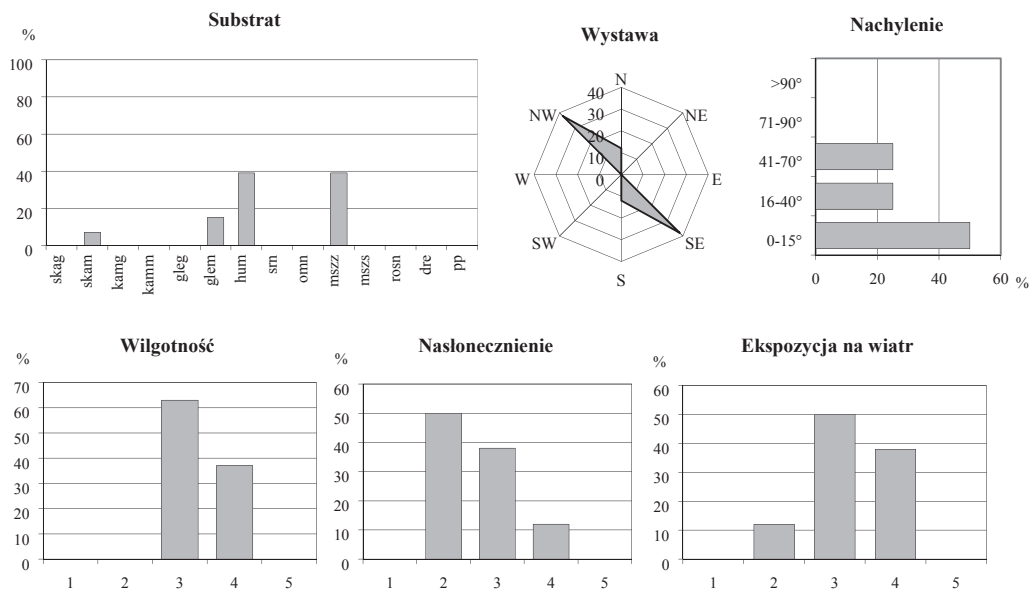 Substrat
%
100
80
60
40
20
0
skag
skam
kamg
kamm
gleg
glem
hum
srn
omn
mszz
mszs
rosn
dre
pp
Wystawa
N
NE
E
SE
S
SW
W
NW
40
30
20
10
0
Nachylenie
>90°
71-90°
41-70°
16-40°
0-15°
0 20 40 60 %
Wilgotność
%
70
60
50
40
30
20
10
0
1 2 3 4 5
Nasłonecznienie
%
60
50
40
30
20
10
0
1 2 3 4 5
Ekspozycja na wiatr
%
60
50
40
30
20
10
0
1 2 3 4 5